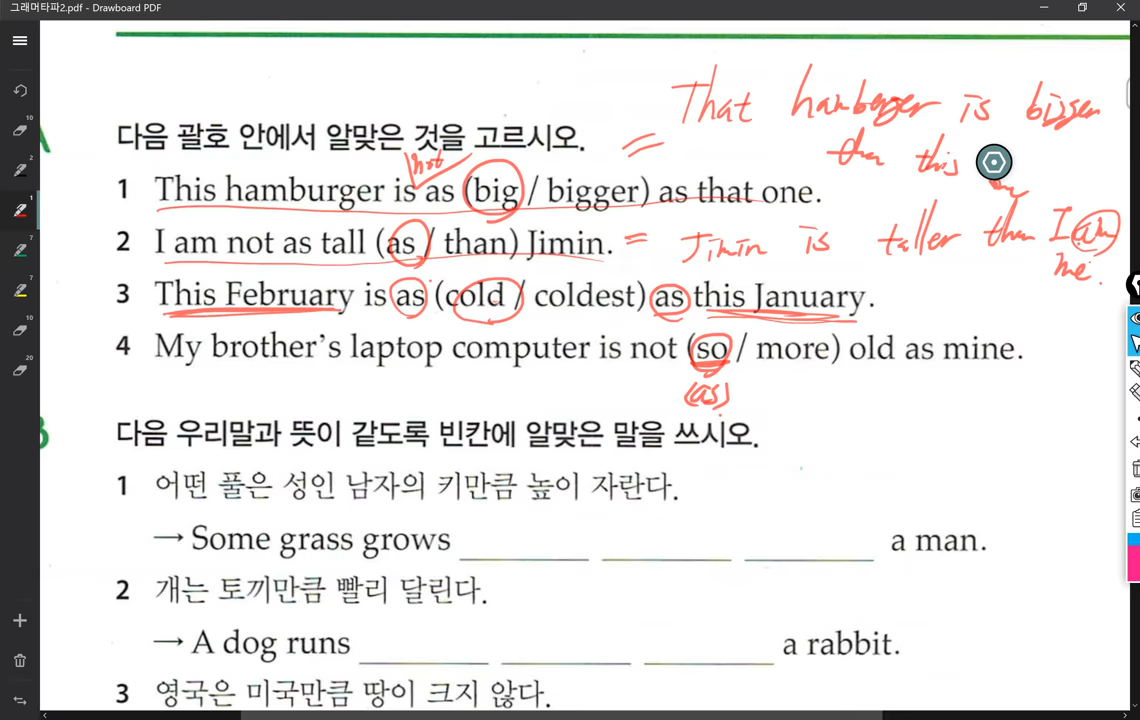 그래머타파2.pdf - Drawboard PDF
That hamberger is bigger
than this
다음 괄호 안에서 알맞은 것을 고르시오.
not
1 This hamburger is as (big / bigger) as that one.
2 I am not as tall (as / than) Jimin. = Jimin is taller than I am
me.
3 This February is as (cold / coldest) as this January.
4 My brother's laptop computer is not (so / more) old as mine.
(as)
다음 우리말과 뜻이 같도록 빈칸에 알맞은 말을 쓰시오.
1 어떤 풀은 성인 남자의 키만큼 높이 자란다.
→ Some grass grows ______ ______ ______ a man.
2 개는 토끼만큼 빨리 달린다.
→ A dog runs ______ ______ ______ a rabbit.
3 영국은 미국만큼 땅이 크지 않다.